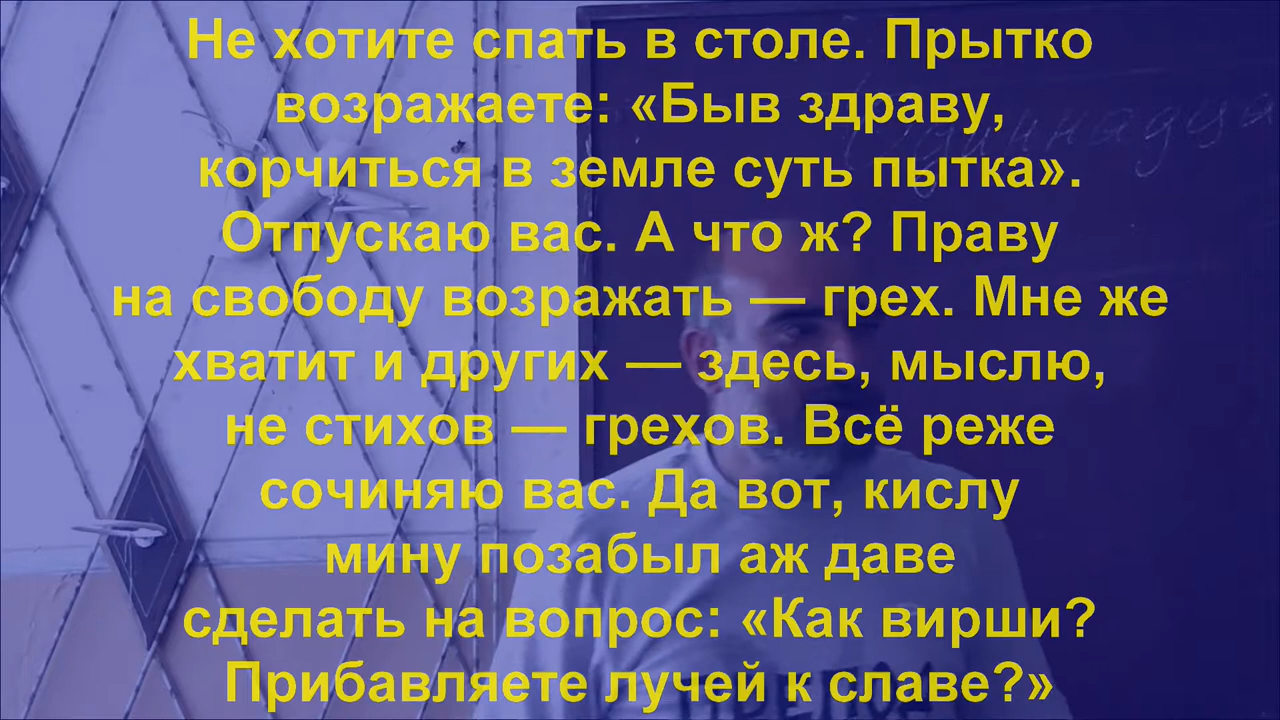 Не хотите спать в столе. Прытко
возражаете: «Быв здраву,
корчиться в земле суть пытка».
Отпускаю вас. А что ж? Праву
на свободу возражать — грех. Мне же
хватит и других — здесь, мыслю,
не стихов — грехов. Всё реже
сочиняю вас. Да вот, кислу
мину позабыл аж даве
сделать на вопрос: «Как вирши?
Прибавляете лучей к славе?»